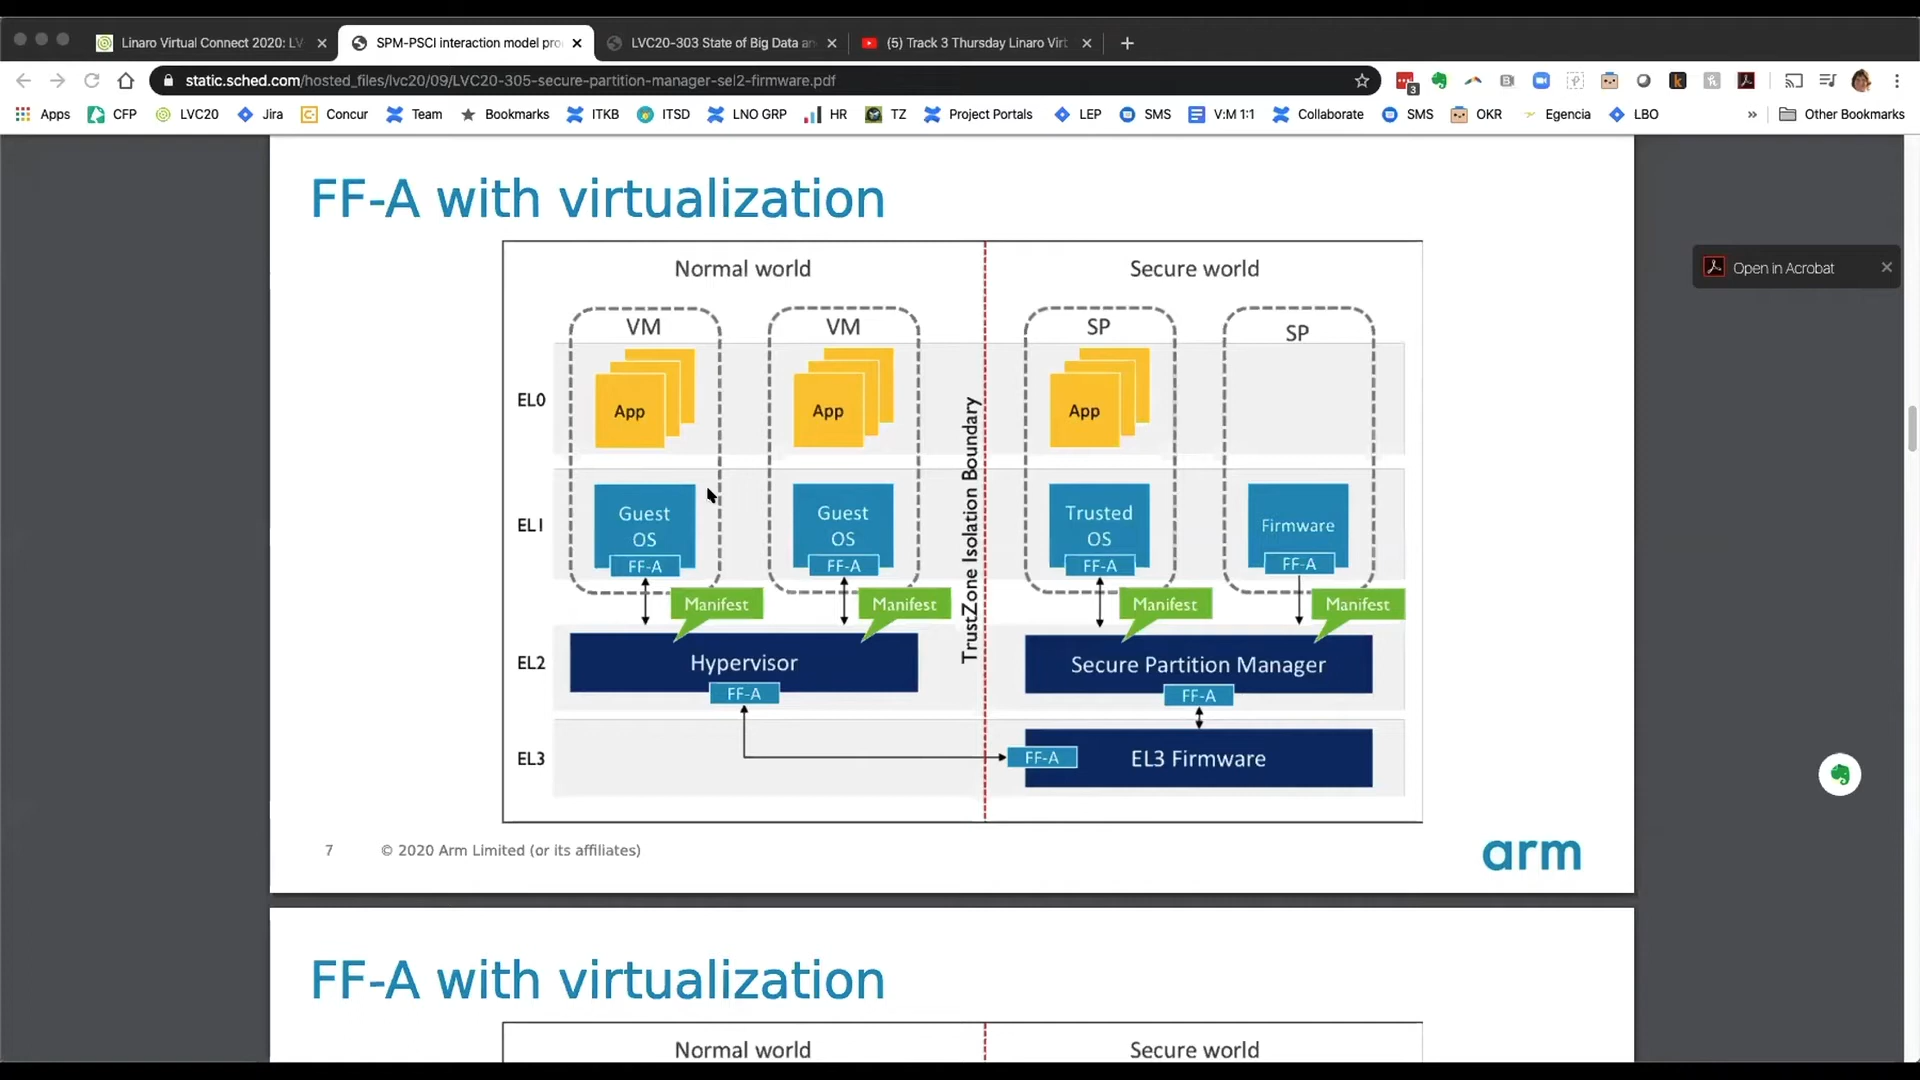 Linaro Virtual Connect 2020: LV
SPM-PSCI interaction model pro
LVC20-303 State of Big Data an
(5) Track 3 Thursday Linaro Virt
static.sched.com/hosted_files/lvc20/09/LVC20-305-secure-partition-manager-sel2-firmware.pdf
3
Apps
CFP
LVC20
Jira
Concur
Team
Bookmarks
ITKB
ITSD
LNO GRP
HR
TZ
Project Portals
LEP
SMS
V:M 1:1
Collaborate
SMS
OKR
Egencia
LBO
»
Other Bookmarks
FF-A with virtualization
Open in Acrobat
Normal world
Secure world
VM
VM
SP
SP
EL0
App
App
App
TrustZone Isolation Boundary
EL1
Guest
OS
FF-A
Guest
OS
FF-A
Trusted
OS
FF-A
Firmware
FF-A
Manifest
Manifest
Manifest
Manifest
EL2
Hypervisor
FF-A
Secure Partition Manager
FF-A
EL3
FF-A
EL3 Firmware
7
© 2020 Arm Limited (or its affiliates)
arm
FF-A with virtualization
Normal world
Secure world